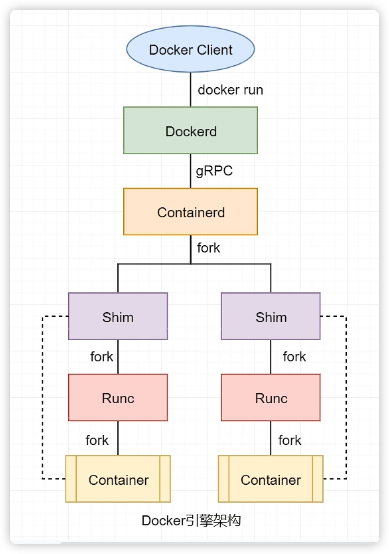 Docker Client
docker run
Dockerd
gRPC
Containerd
fork
Shim
Shim
fork
fork
Runc
Runc
fork
fork
Container
Container
Docker引擎架构